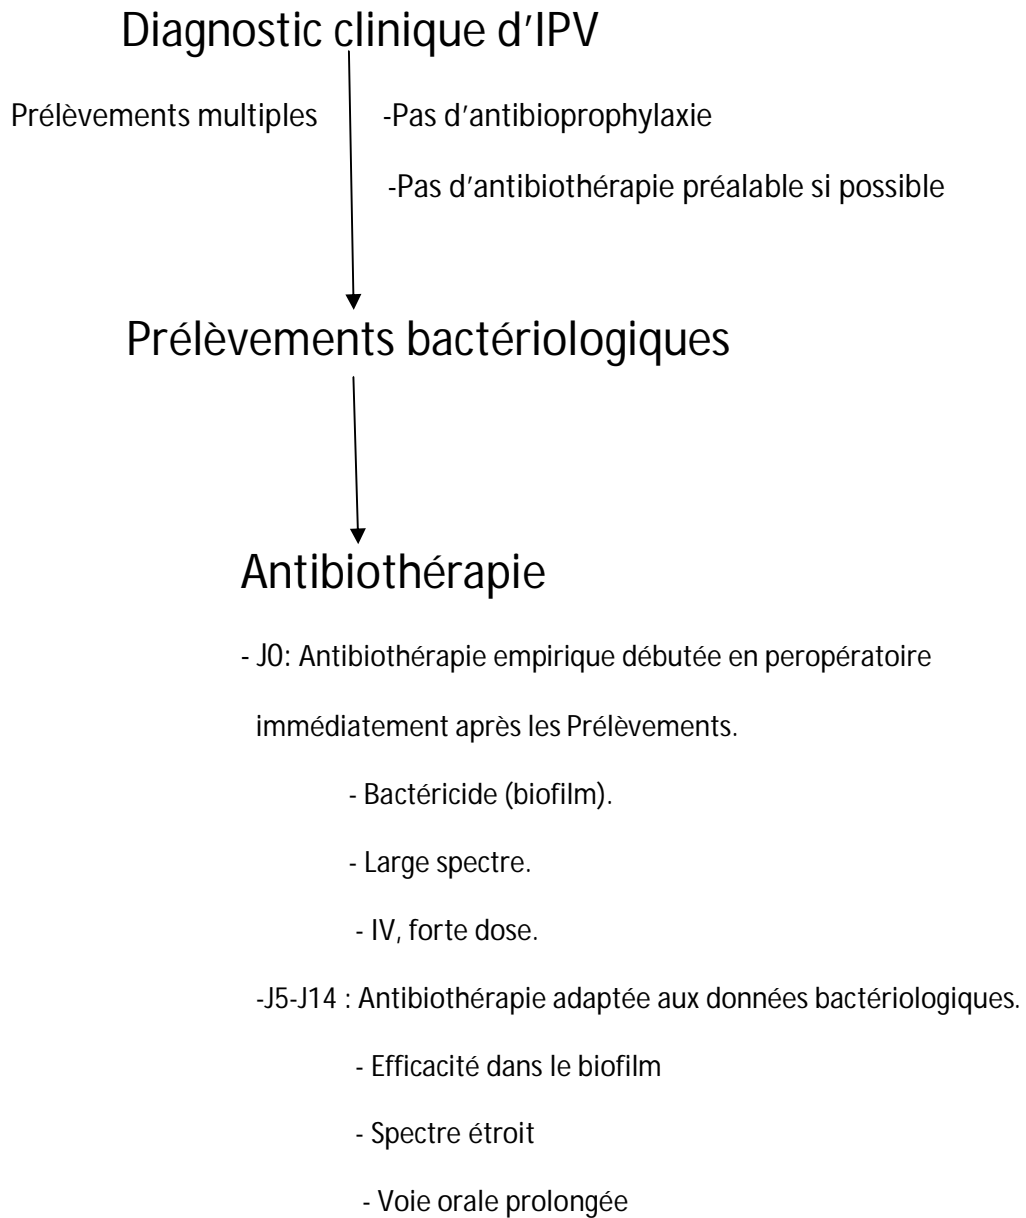 Diagnostic clinique d’IPV
Prélèvements multiples
-Pas d’antibioprophylaxie
-Pas d’antibiothérapie préalable si possible
Prélèvements bactériologiques
Antibiothérapie
- J0: Antibiothérapie empirique débutée en peropératoire
immédiatement après les Prélèvements.
- Bactéricide (biofilm).
- Large spectre.
- IV, forte dose.
-J5-J14 : Antibiothérapie adaptée aux données bactériologiques.
- Efficacité dans le biofilm
- Spectre étroit
- Voie orale prolongée